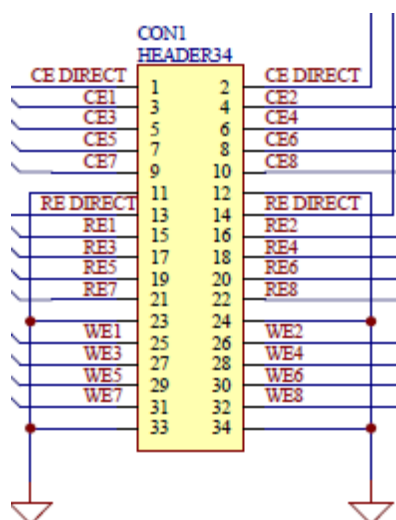 CON1
HEADER34
CE DIRECT 1 2 CE DIRECT
CE1 3 4 CE2
CE3 5 6 CE4
CE5 7 8 CE6
CE7 9 10 CE8
11 12
RE DIRECT 13 14 RE DIRECT
RE1 15 16 RE2
RE3 17 18 RE4
RE5 19 20 RE6
RE7 21 22 RE8
23 24
WE1 25 26 WE2
WE3 27 28 WE4
WE5 29 30 WE6
WE7 31 32 WE8
33 34